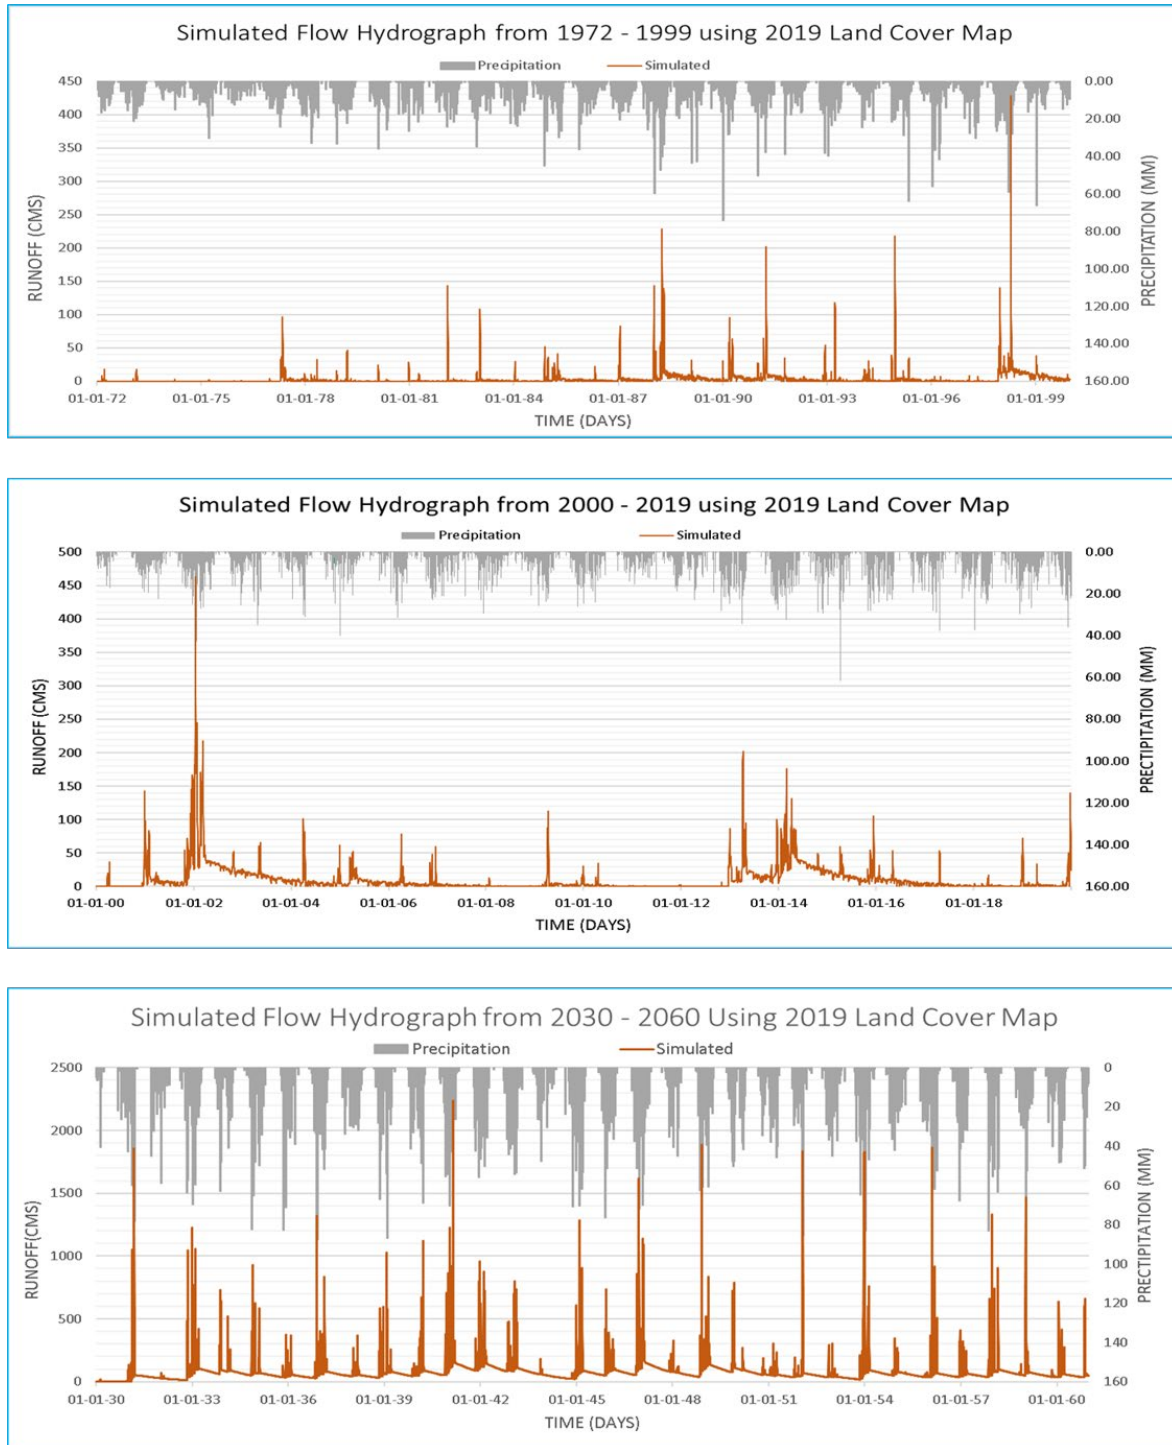 Simulated Flow Hydrograph from 1972 - 1999 using 2019 Land Cover Map
Precipitation Simulated
450 0.00
400 20.00
350 40.00
300 60.00
250 80.00
200 100.00
150 120.00
100 140.00
50
0 160.00
RUNOFF (CMS)
PRECIPITATION (MM)
01-01-72 01-01-75 01-01-78 01-01-81 01-01-84 01-01-87 01-01-90 01-01-93 01-01-96 01-01-99
TIME (DAYS)
Simulated Flow Hydrograph from 2000 - 2019 using 2019 Land Cover Map
Precipitation Simulated
500 0.00
450 20.00
400 40.00
350 60.00
300 80.00
250 100.00
200 120.00
150 140.00
100
50
0 160.00
RUNOFF (CMS)
PRECTIPITATION (MM)
01-01-00 01-01-02 01-01-04 01-01-06 01-01-08 01-01-10 01-01-12 01-01-14 01-01-16 01-01-18
TIME (DAYS)
Simulated Flow Hydrograph from 2030 - 2060 Using 2019 Land Cover Map
Precipitation Simulated
2500 0
2000 20
1500 40
1000 60
500 80
0 100
120
140
160
RUNOFF(CMS)
PRECIPITATION (MM)
01-01-30 01-01-33 01-01-36 01-01-39 01-01-42 01-01-45 01-01-48 01-01-51 01-01-54 01-01-57 01-01-60
TIME (DAYS)